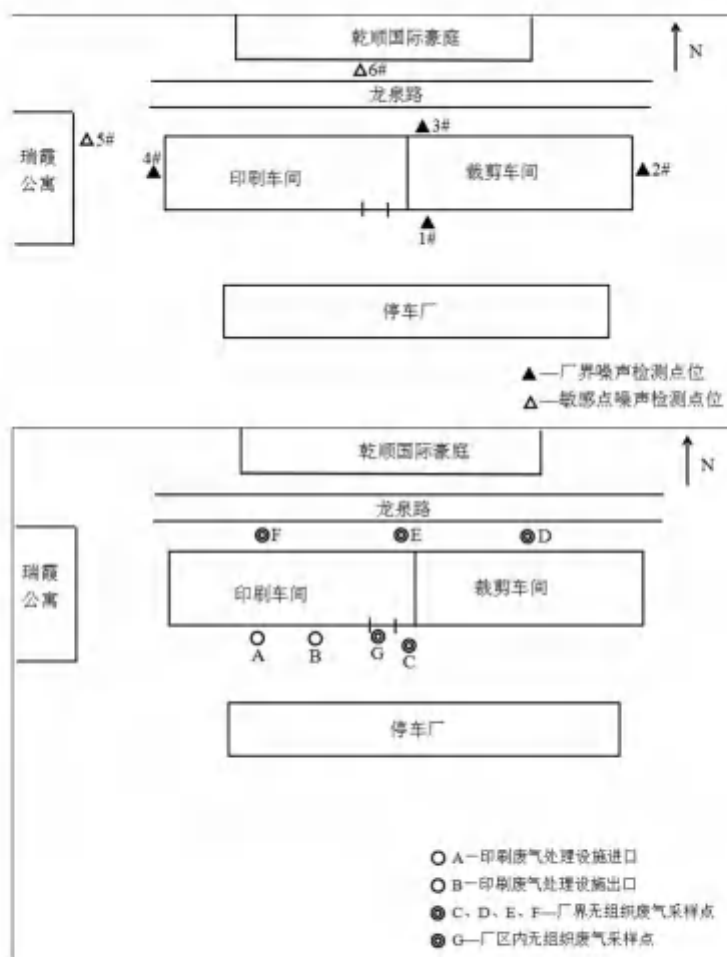 乾顺国际豪庭
N
6#
龙泉路
5#
3#
瑞霞
公寓
4#
印刷车间
裁剪车间
2#
1#
停车厂
▲—厂界噪声检测点位
△—敏感点噪声检测点位
乾顺国际豪庭
N
龙泉路
F
E
D
瑞霞
公寓
印刷车间
裁剪车间
A
B
G
C
停车厂
A—印刷废气处理设施进口
B—印刷废气处理设施出口
C、D、E、F—厂界无组织废气采样点
G—厂区内无组织废气采样点